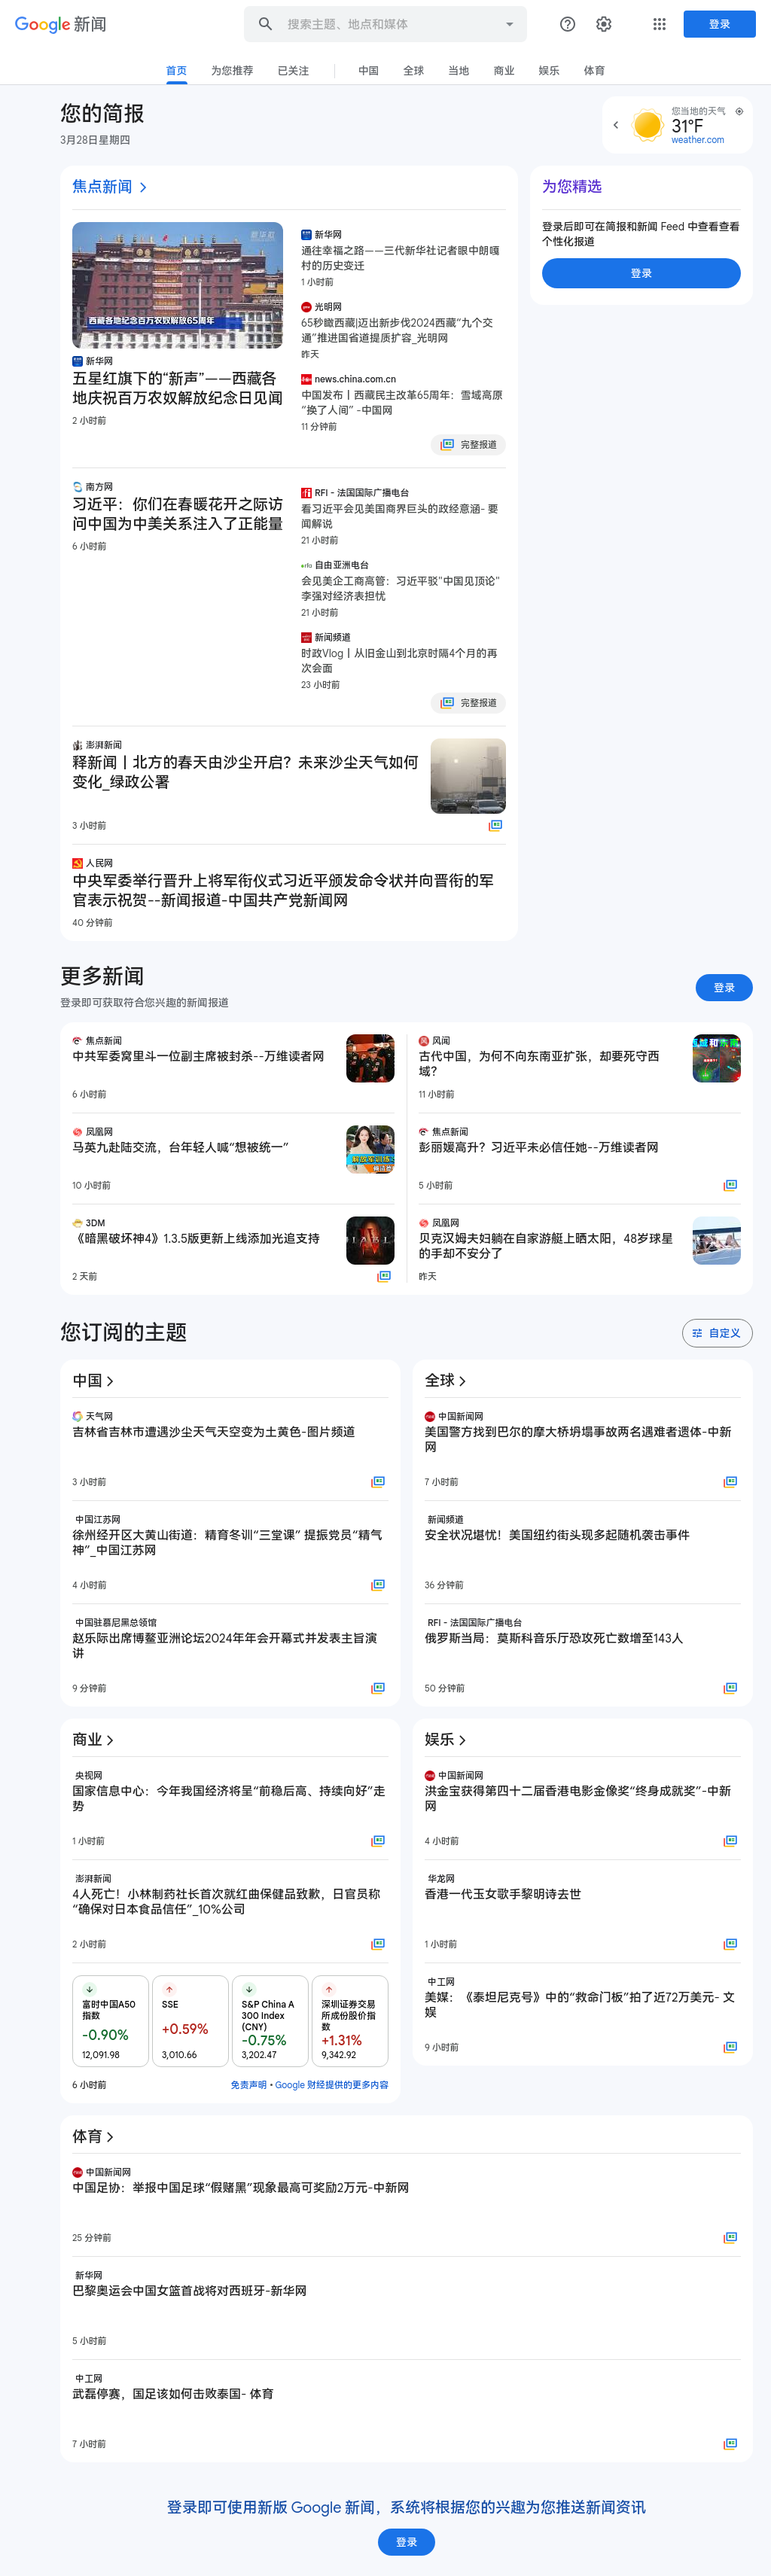 Google 新闻
搜索主题、地点和媒体
登录
首页
为您推荐
已关注
中国
全球
当地
商业
娱乐
体育
您的简报
3月28日星期四
您当地的天气
31°F
weather.com
焦点新闻
西藏各地纪念百万农奴解放65周年
新华网
五星红旗下的“新声”——西藏各
地庆祝百万农奴解放纪念日见闻
2 小时前
新华网
通往幸福之路——三代新华社记者眼中朗嘎
村的历史变迁
1 小时前
光明网
65秒瞰西藏|迈出新步伐2024西藏“九个交
通”推进国省道提质扩容_光明网
昨天
news.china.com.cn
中国发布丨西藏民主改革65周年：雪域高原
“换了人间” -中国网
11 分钟前
完整报道
南方网
习近平：你们在春暖花开之际访
问中国为中美关系注入了正能量
6 小时前
RFI - 法国国际广播电台
看习近平会见美国商界巨头的政经意涵- 要
闻解说
21 小时前
自由亚洲电台
会见美企工商高管：习近平驳"中国见顶论"
李强对经济表担忧
21 小时前
新闻频道
时政Vlog丨从旧金山到北京时隔4个月的再
次会面
23 小时前
完整报道
澎湃新闻
释新闻丨北方的春天由沙尘开启？未来沙尘天气如何
变化_绿政公署
3 小时前
人民网
中央军委举行晋升上将军衔仪式习近平颁发命令状并向晋衔的军
官表示祝贺--新闻报道-中国共产党新闻网
40 分钟前
为您精选
登录后即可在简报和新闻 Feed 中查看查看
个性化报道
登录
更多新闻
登录即可获取符合您兴趣的新闻报道
登录
焦点新闻
中共军委窝里斗一位副主席被封杀--万维读者网
6 小时前
凤凰网
马英九赴陆交流，台年轻人喊“想被统一”
10 小时前
3DM
《暗黑破坏神4》1.3.5版更新上线添加光追支持
2 天前
风闻
古代中国，为何不向东南亚扩张，却要死守西
域？
11 小时前
焦点新闻
彭丽媛高升？习近平未必信任她--万维读者网
5 小时前
凤凰网
贝克汉姆夫妇躺在自家游艇上晒太阳，48岁球星
的手却不安分了
昨天
您订阅的主题
自定义
中国
天气网
吉林省吉林市遭遇沙尘天气天空变为土黄色-图片频道
3 小时前
中国江苏网
徐州经开区大黄山街道：精育冬训“三堂课” 提振党员“精气
神”_中国江苏网
4 小时前
中国驻慕尼黑总领馆
赵乐际出席博鳌亚洲论坛2024年年会开幕式并发表主旨演
讲
9 分钟前
全球
中国新闻网
美国警方找到巴尔的摩大桥坍塌事故两名遇难者遗体-中新
网
7 小时前
新闻频道
安全状况堪忧！美国纽约街头现多起随机袭击事件
36 分钟前
RFI - 法国国际广播电台
俄罗斯当局：莫斯科音乐厅恐攻死亡数增至143人
50 分钟前
商业
央视网
国家信息中心：今年我国经济将呈“前稳后高、持续向好”走
势
1 小时前
澎湃新闻
4人死亡！小林制药社长首次就红曲保健品致歉，日官员称
“确保对日本食品信任”_10%公司
2 小时前
富时中国A50
指数
-0.90%
12,091.98
SSE
+0.59%
3,010.66
S&P China A
300 Index
(CNY)
-0.75%
3,202.47
深圳证券交易
所成份股价指
数
+1.31%
9,342.92
6 小时前
免责声明 • Google 财经提供的更多内容
娱乐
中国新闻网
洪金宝获得第四十二届香港电影金像奖“终身成就奖”-中新
网
4 小时前
华龙网
香港一代玉女歌手黎明诗去世
1 小时前
中工网
美媒：《泰坦尼克号》中的“救命门板”拍了近72万美元- 文
娱
9 小时前
体育
中国新闻网
中国足协：举报中国足球“假赌黑”现象最高可奖励2万元-中新网
25 分钟前
新华网
巴黎奥运会中国女篮首战将对西班牙-新华网
5 小时前
中工网
武磊停赛，国足该如何击败泰国- 体育
7 小时前
登录即可使用新版 Google 新闻，系统将根据您的兴趣为您推送新闻资讯
登录